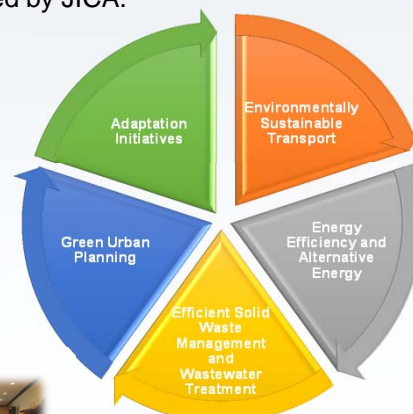 ed by JICA.
Adaptation
Initiatives
Environmentally
Sustainable
Transport
Green Urban
Planning
Energy
Efficiency and
Alternative
Energy
Efficient Solid
Waste
Management
and
Wastewater
Treatment